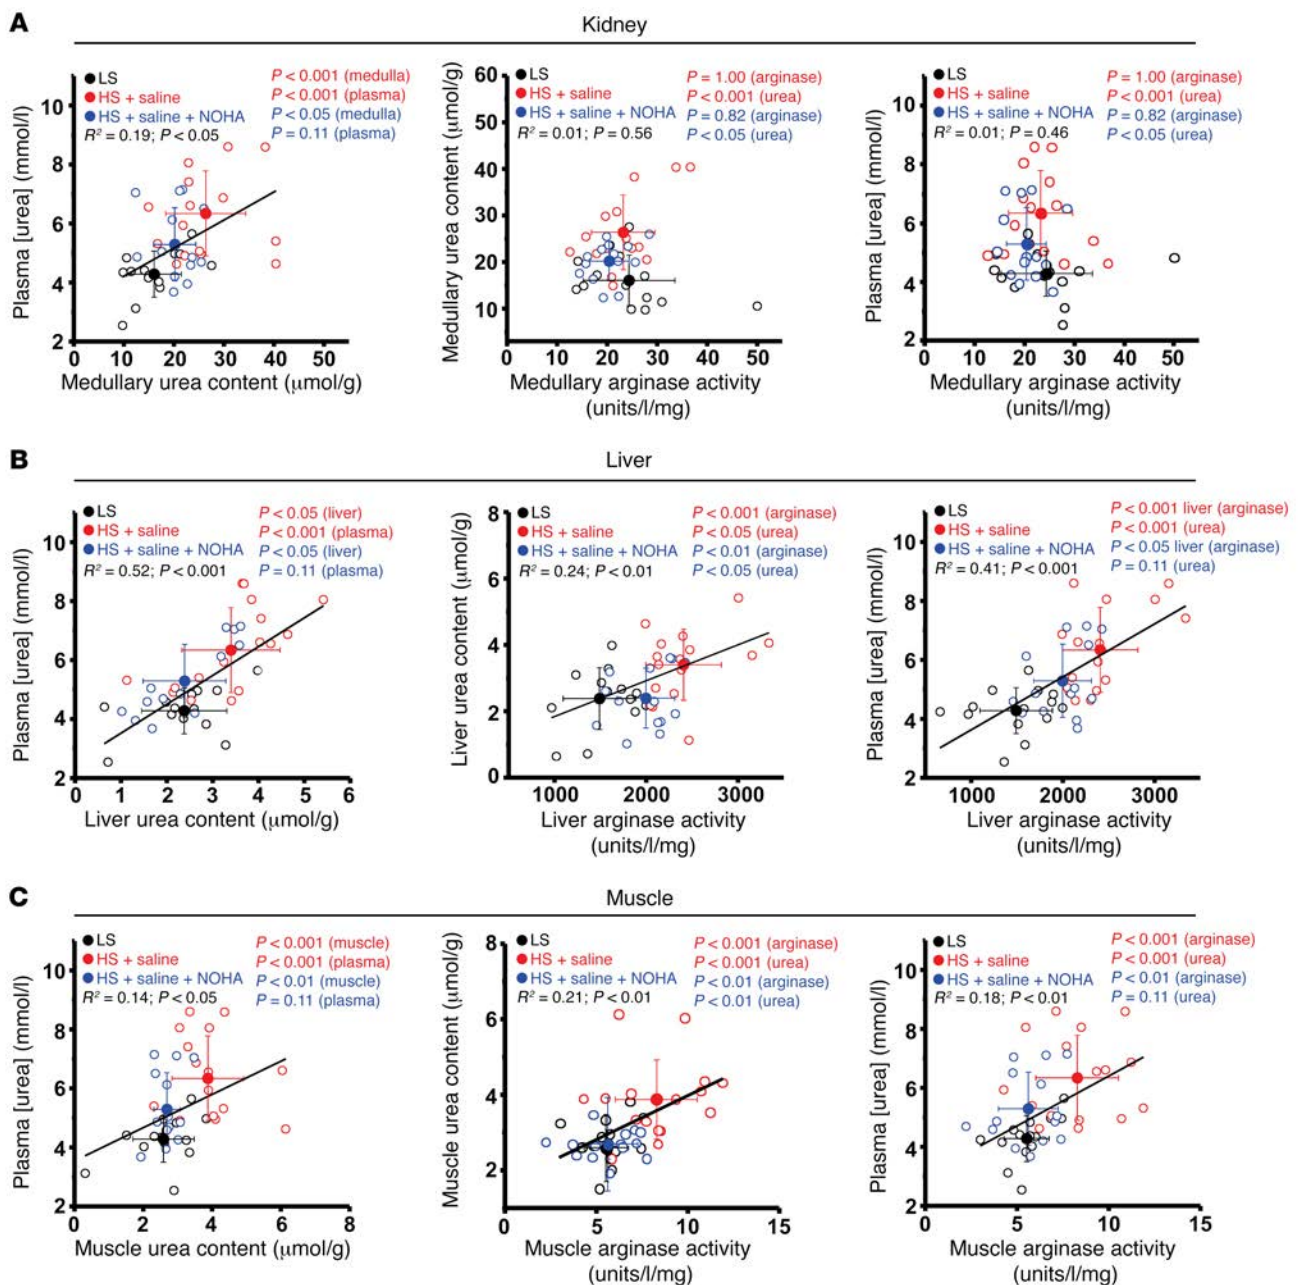 A
Kidney
LS
HS + saline
HS + saline + NOHA
R² = 0.19; P < 0.05
P < 0.001 (medulla)
P < 0.001 (plasma)
P < 0.05 (medulla)
P = 0.11 (plasma)
Plasma [urea] (mmol/l)
10
8
6
4
2
0 10 20 30 40 50
Medullary urea content (μmol/g)
LS
HS + saline
HS + saline + NOHA
R² = 0.01; P = 0.56
P = 1.00 (arginase)
P < 0.001 (urea)
P = 0.82 (arginase)
P < 0.05 (urea)
Medullary urea content (μmol/g)
60
50
40
30
20
10
0 10 20 30 40 50
Medullary arginase activity
(units/l/mg)
LS
HS + saline
HS + saline + NOHA
R² = 0.01; P = 0.46
P = 1.00 (arginase)
P < 0.001 (urea)
P = 0.82 (arginase)
P < 0.05 (urea)
Plasma [urea] (mmol/l)
10
8
6
4
2
0 10 20 30 40 50
Medullary arginase activity
(units/l/mg)
B
Liver
LS
HS + saline
HS + saline + NOHA
R² = 0.52; P < 0.001
P < 0.05 (liver)
P < 0.001 (plasma)
P < 0.05 (liver)
P = 0.11 (plasma)
Plasma [urea] (mmol/l)
10
8
6
4
2
0 1 2 3 4 5 6
Liver urea content (μmol/g)
LS
HS + saline
HS + saline + NOHA
R² = 0.24; P < 0.01
P < 0.001 (arginase)
P < 0.05 (urea)
P < 0.01 (arginase)
P < 0.05 (urea)
Liver urea content (μmol/g)
8
6
4
2
0
1000 2000 3000
Liver arginase activity
(units/l/mg)
LS
HS + saline
HS + saline + NOHA
R² = 0.41; P < 0.001
P < 0.001 liver (arginase)
P < 0.001 (urea)
P < 0.05 liver (arginase)
P = 0.11 (urea)
Plasma [urea] (mmol/l)
10
8
6
4
2
1000 2000 3000
Liver arginase activity
(units/l/mg)
C
Muscle
LS
HS + saline
HS + saline + NOHA
R² = 0.14; P < 0.05
P < 0.001 (muscle)
P < 0.001 (plasma)
P < 0.01 (muscle)
P = 0.11 (plasma)
Plasma [urea] (mmol/l)
10
8
6
4
2
0 2 4 6 8
Muscle urea content (μmol/g)
LS
HS + saline
HS + saline + NOHA
R² = 0.21; P < 0.01
P < 0.001 (arginase)
P < 0.001 (urea)
P < 0.01 (arginase)
P < 0.01 (urea)
Muscle urea content (μmol/g)
8
6
4
2
0 5 10 15
Muscle arginase activity
(units/l/mg)
LS
HS + saline
HS + saline + NOHA
R² = 0.18; P < 0.01
P < 0.001 (arginase)
P < 0.001 (urea)
P < 0.01 (arginase)
P = 0.11 (urea)
Plasma [urea] (mmol/l)
10
8
6
4
2
0 5 10 15
Muscle arginase activity
(units/l/mg)